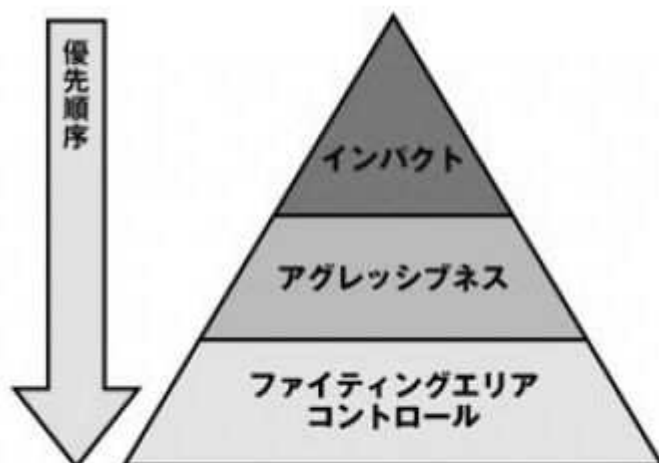 優先順序
インパクト
アグレッシブネス
ファイティングエリア
コントロール